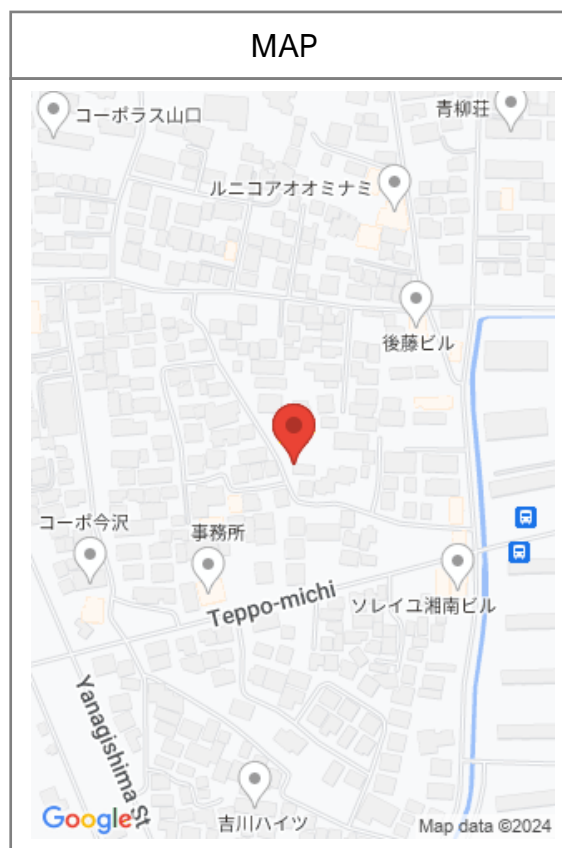 MAP
コーポラス山口
青柳荘
ルニコアオオミナミ
後藤ビル
コーポ今沢
事務所
Teppo-michi
ソレイユ湘南ビル
Yanagishima St
吉川ハイツ
Google
Map data ©2024